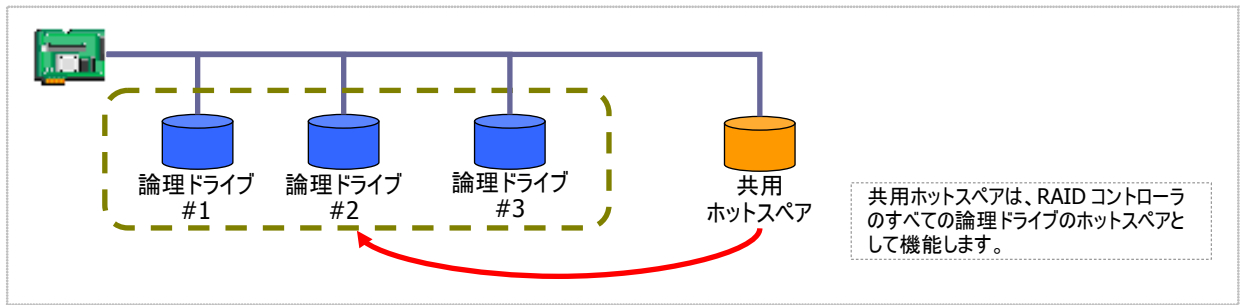 論理ドライブ
#1
論理ドライブ
#2
論理ドライブ
#3
共用
ホットスペア
共用ホットスペアは、RAID コントローラ
のすべての論理ドライブのホットスペアと
して機能します。